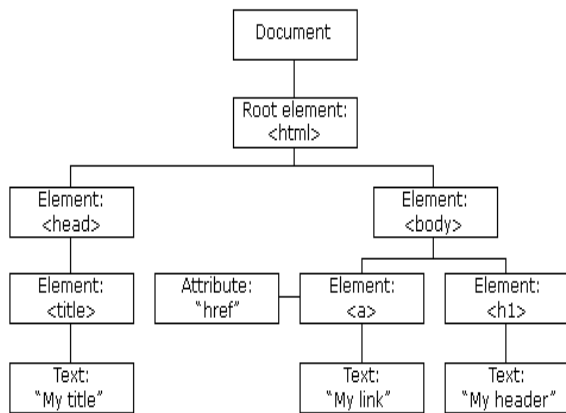 Document
Root element:
<html>
Element:
<head>
Element:
<body>
Element:
<title>
Attribute:
“href”
Element:
<a>
Element:
<h1>
Text:
“My title”
Text:
“My link”
Text:
“My header”